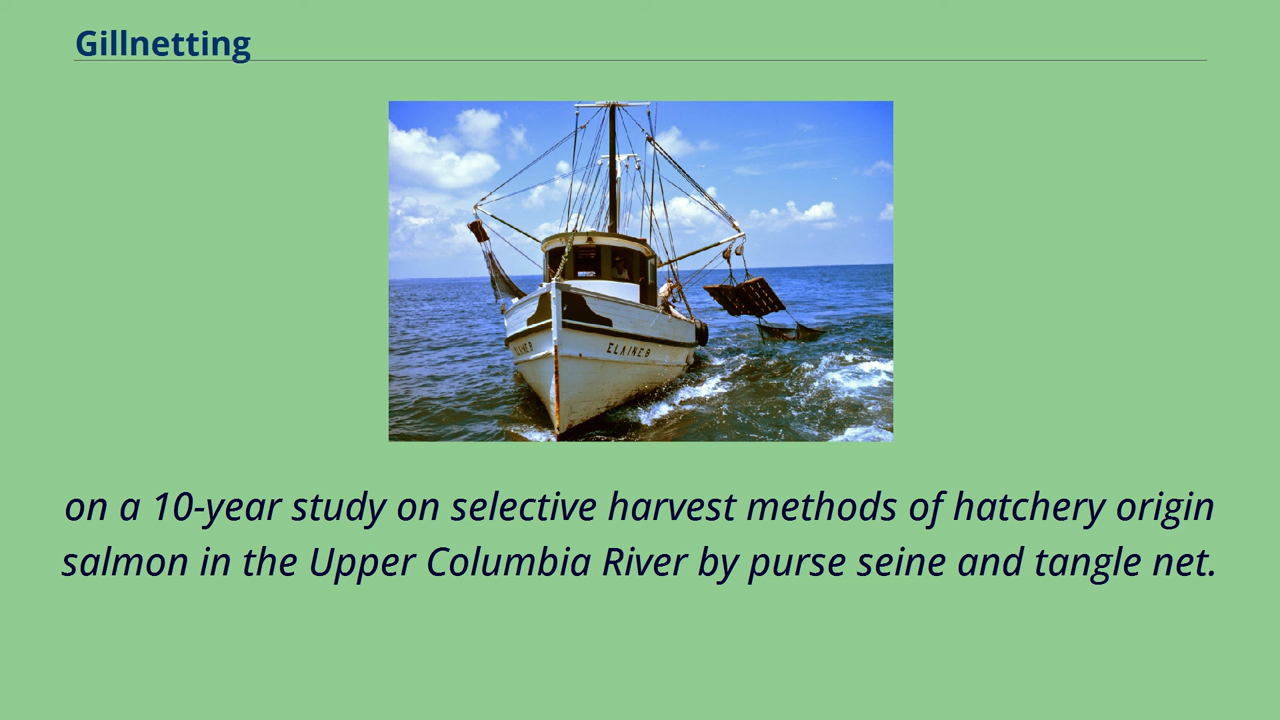 Gillnetting
ELAINE B
ELAINE B
on a 10-year study on selective harvest methods of hatchery origin
salmon in the Upper Columbia River by purse seine and tangle net.